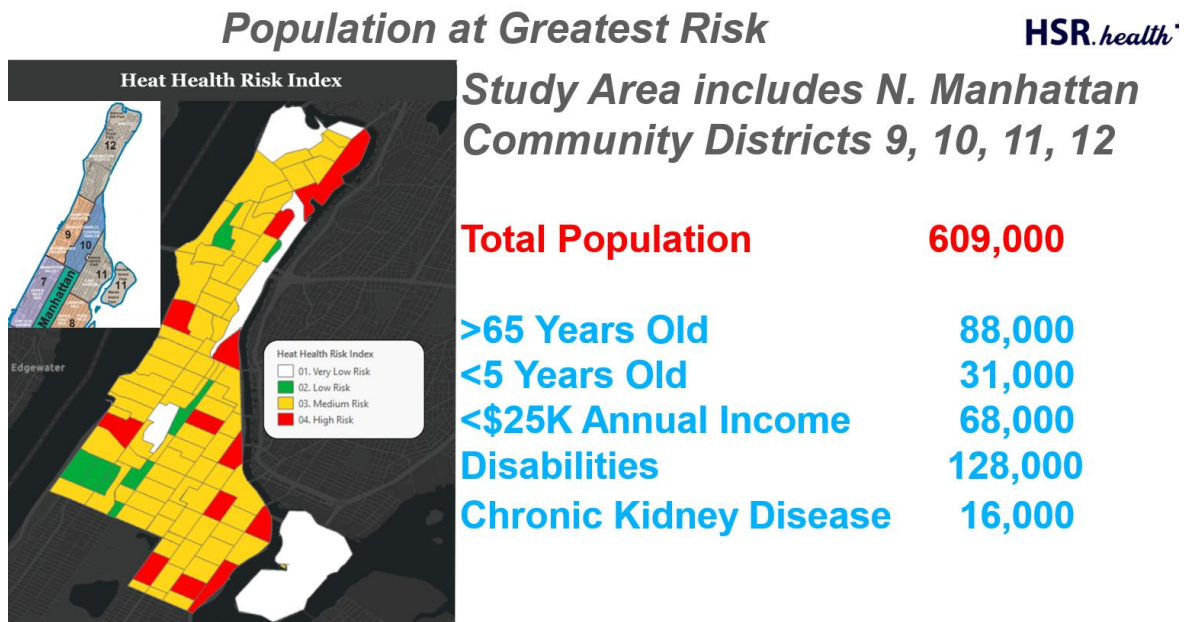 Population at Greatest Risk
HSR.health
Heat Health Risk Index
Study Area includes N. Manhattan
Community Districts 9, 10, 11, 12
12
9
10
11
11
7
Manhattan
8
Total Population 609,000
>65 Years Old 88,000
<5 Years Old 31,000
<$25K Annual Income 68,000
Disabilities 128,000
Chronic Kidney Disease 16,000
Edgewater
Heat Health Risk Index
01. Very Low Risk
02. Low Risk
03. Medium Risk
04. High Risk